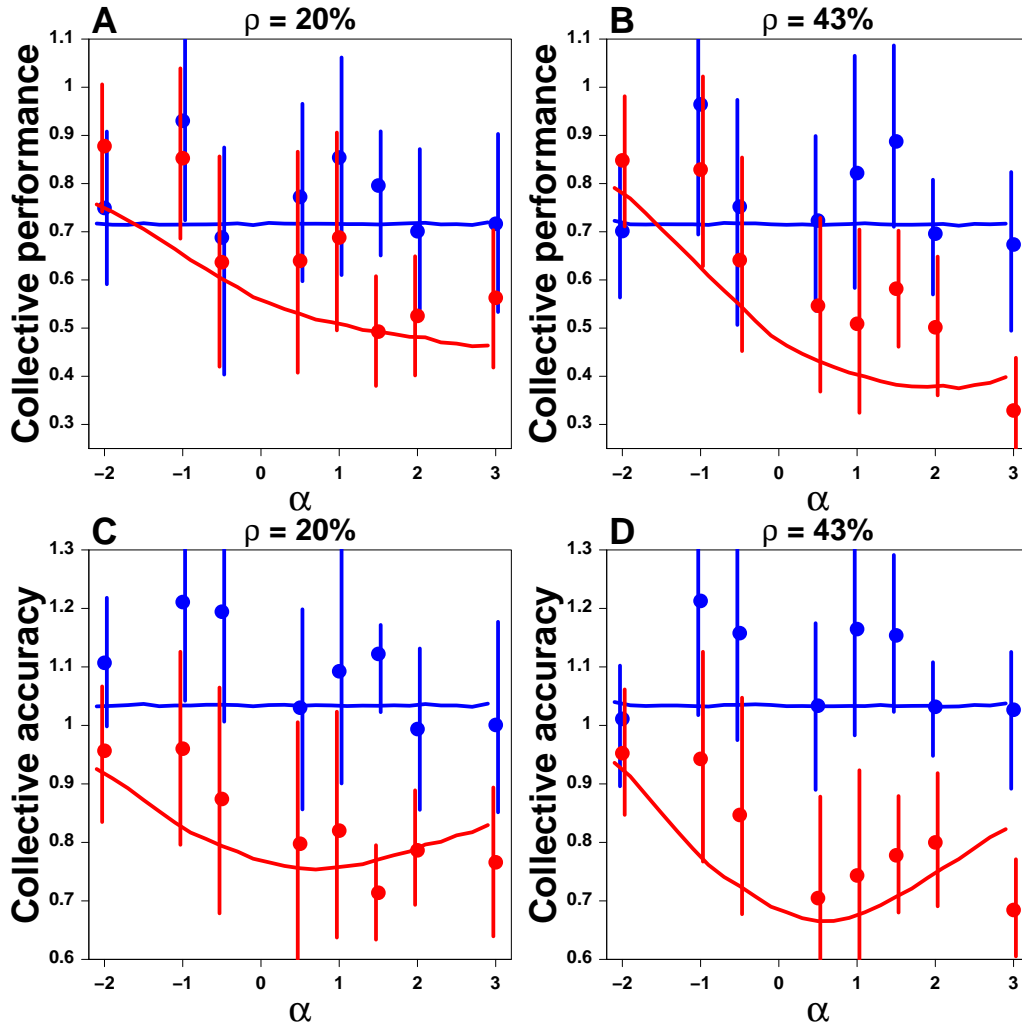 A ρ = 20%
B ρ = 43%
Collective performance
1.1
1
0.9
0.8
0.7
0.6
0.5
0.4
0.3
−2 −1 0 1 2 3
α
Collective performance
1.1
1
0.9
0.8
0.7
0.6
0.5
0.4
0.3
−2 −1 0 1 2 3
α
C ρ = 20%
D ρ = 43%
Collective accuracy
1.3
1.2
1.1
1
0.9
0.8
0.7
0.6
−2 −1 0 1 2 3
α
Collective accuracy
1.3
1.2
1.1
1
0.9
0.8
0.7
0.6
−2 −1 0 1 2 3
α